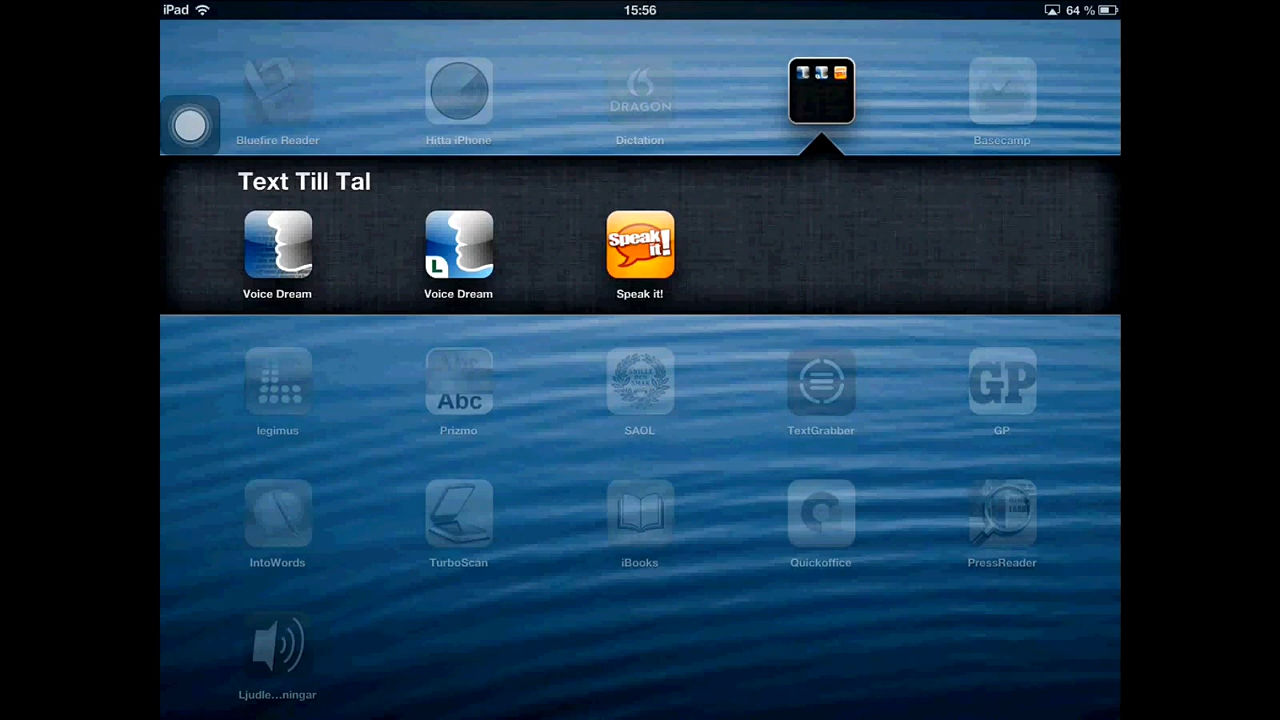 iPad 15:56 64 %
DRAGON
Bluefire Reader Hitta iPhone Dictation Basecamp
Text Till Tal
Speak it!
L
Voice Dream Voice Dream Speak it!
Abc
Abc GP
legimus Prizmo SAOL TextGrabber GP
IntoWords TurboScan iBooks Quickoffice PressReader
Ljudle...ningar